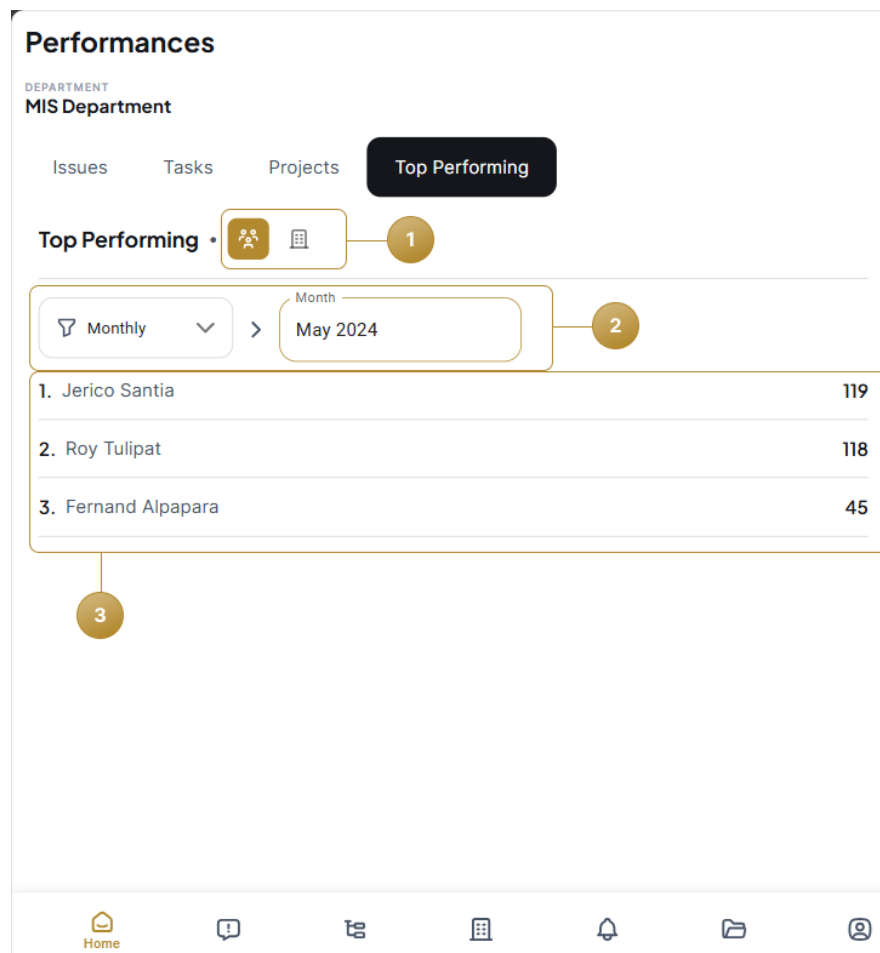 Performances
DEPARTMENT
MIS Department
Issues Tasks Projects Top Performing
Top Performing •
1
Month
Monthly > May 2024
2
1. Jerico Santia 119
2. Roy Tulipat 118
3. Fernand Alpapara 45
3
Home